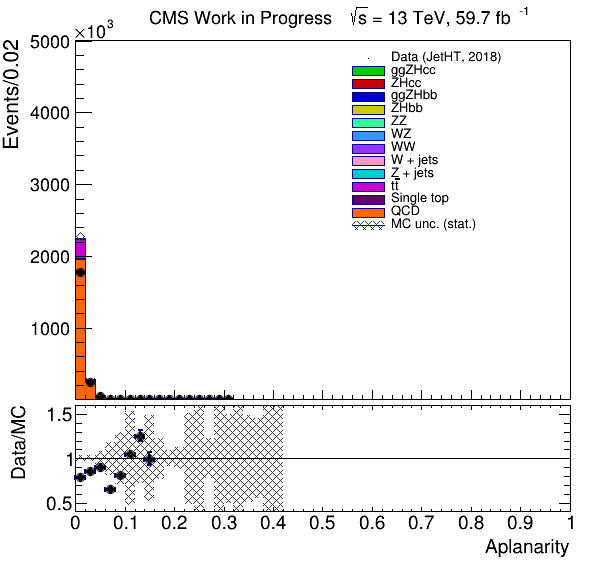 CMS Work in Progress √s = 13 TeV, 59.7 fb⁻¹
×10³
Events/0.02
5000
4000
3000
2000
1000
Data (JetHT, 2018)
ggZHcc
ZHcc
ggZHbb
ZHbb
ZZ
WZ
WW
W + jets
Z + jets
tt̅
Single top
QCD
MC unc. (stat.)
Data/MC
1.5
1
0.5
0 0.1 0.2 0.3 0.4 0.5 0.6 0.7 0.8 0.9 1
Aplanarity